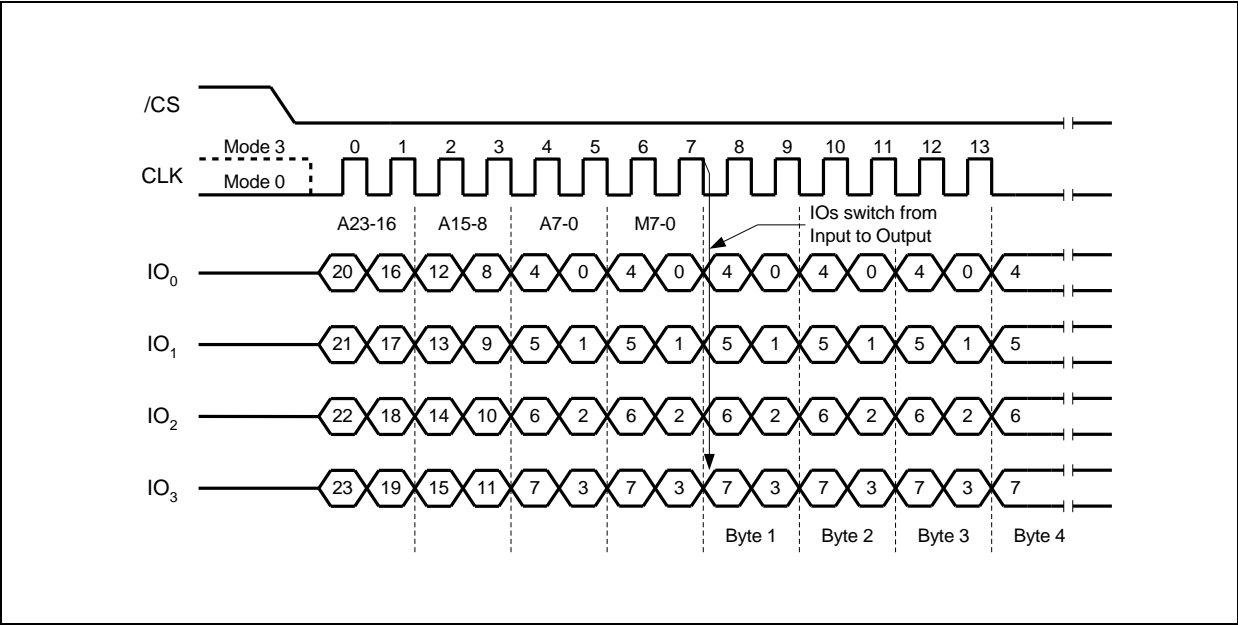 /CS
Mode 3 0 1 2 3 4 5 6 7 8 9 10 11 12 13
CLK
Mode 0
A23-16 A15-8 A7-0 M7-0 IOs switch from
Input to Output
IO0 20 16 12 8 4 0 4 0 4 0 4 0 4 0 4
IO1 21 17 13 9 5 1 5 1 5 1 5 1 5 1 5
IO2 22 18 14 10 6 2 6 2 6 2 6 2 6 2 6
IO3 23 19 15 11 7 3 7 3 7 3 7 3 7 3 7
Byte 1 Byte 2 Byte 3 Byte 4